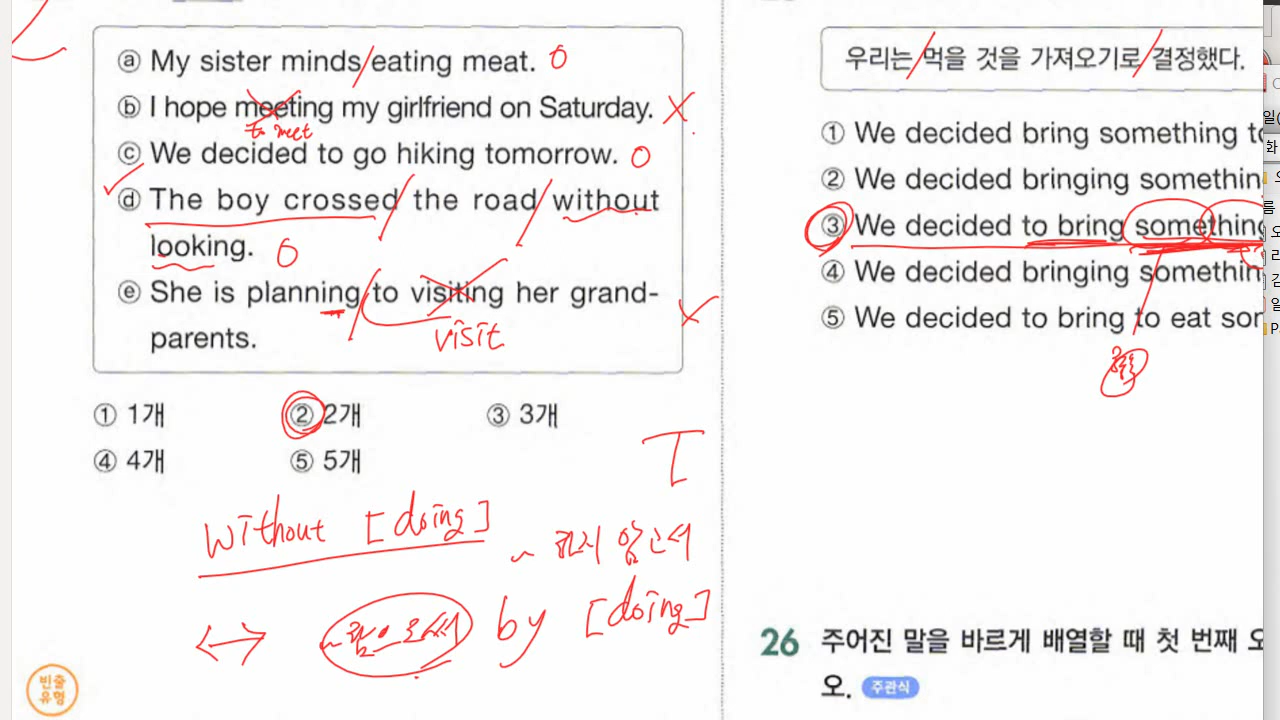 ⓐ My sister minds eating meat. O
ⓑ I hope meeting my girlfriend on Saturday. X
to meet
ⓒ We decided to go hiking tomorrow. O
ⓓ The boy crossed the road without
looking. O
ⓔ She is planning to visiting her grand-
parents. X
visit
① 1개 ② 2개 ③ 3개
④ 4개 ⑤ 5개
without [doing]
~ 하지 않고서
↔ ~함으로써 by [doing]
빈출
유형
우리는 먹을 것을 가져오기로 결정했다.
① We decided bring something
② We decided bringing
③ We decided to bring something
④ We decided bringing
⑤ We decided to bring to eat
26 주어진 말을 바르게 배열할 때 첫 번째
오. 주관식